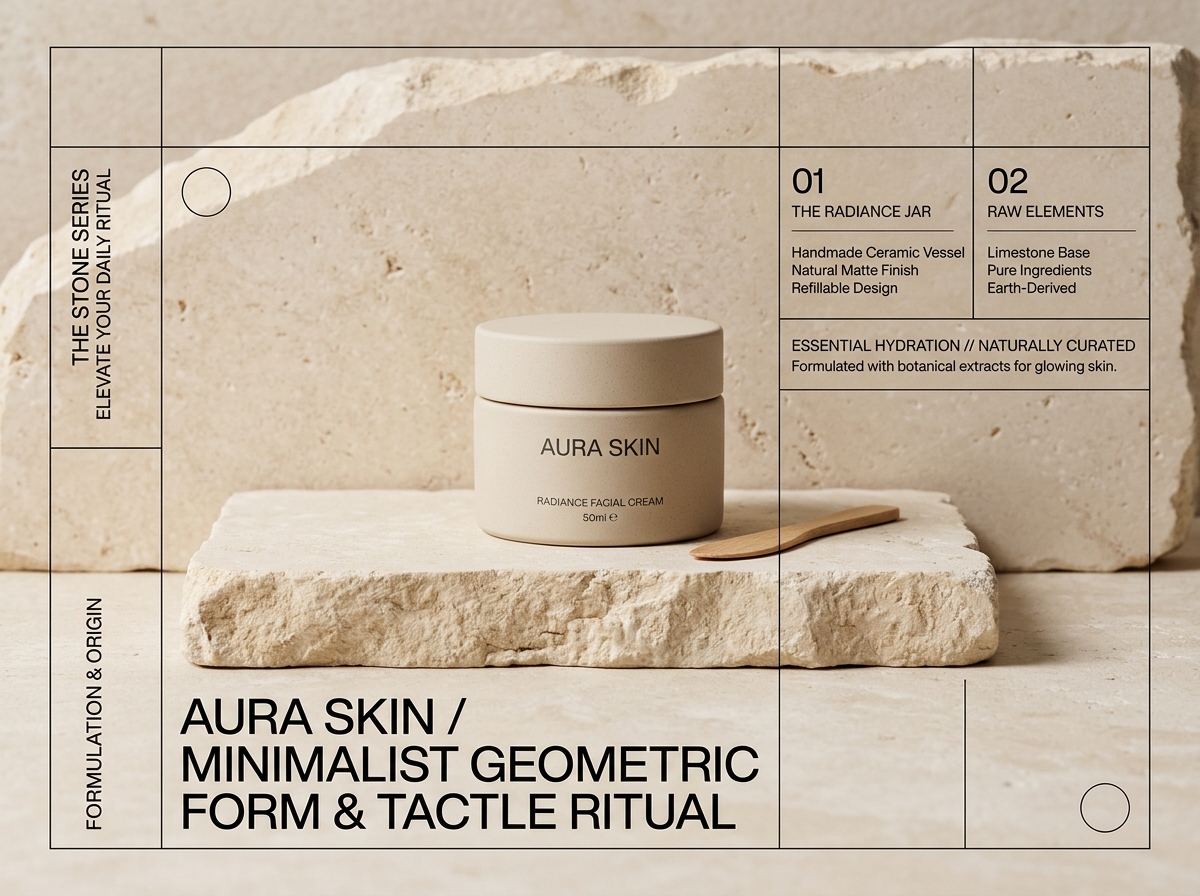 THE STONE SERIES
ELEVATE YOUR DAILY RITUAL
FORMULATION & ORIGIN
01
THE RADIANCE JAR
Handmade Ceramic Vessel
Natural Matte Finish
Refillable Design
02
RAW ELEMENTS
Limestone Base
Pure Ingredients
Earth-Derived
ESSENTIAL HYDRATION // NATURALLY CURATED
Formulated with botanical extracts for glowing skin.
AURA SKIN
RADIANCE FAGIAL CREAM
50ml ℮
AURA SKIN /
MINIMALIST GEOMETRIC
FORM & TACTLE RITUAL